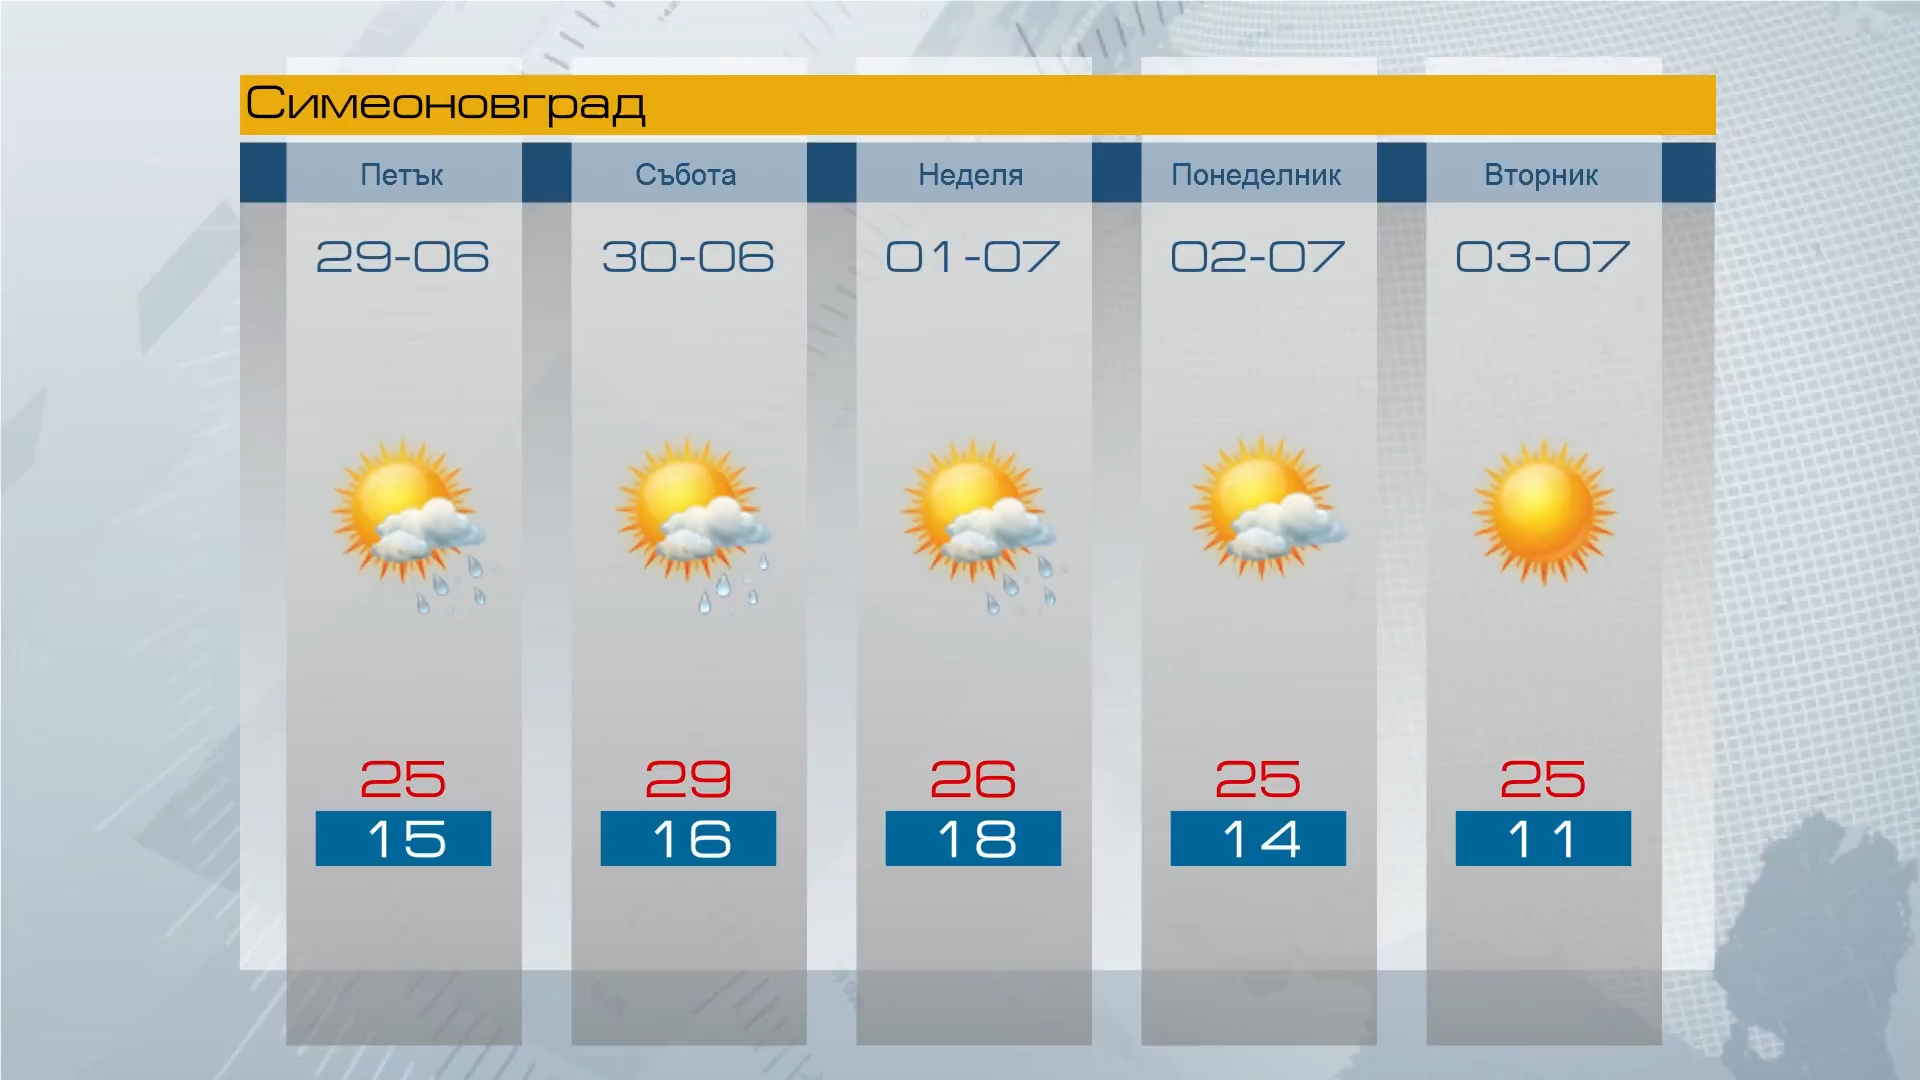 Симеоновград
Петък Събота Неделя Понеделник Вторник
29-06 30-06 01-07 02-07 03-07
25 29 26 25 25
15 16 18 14 11